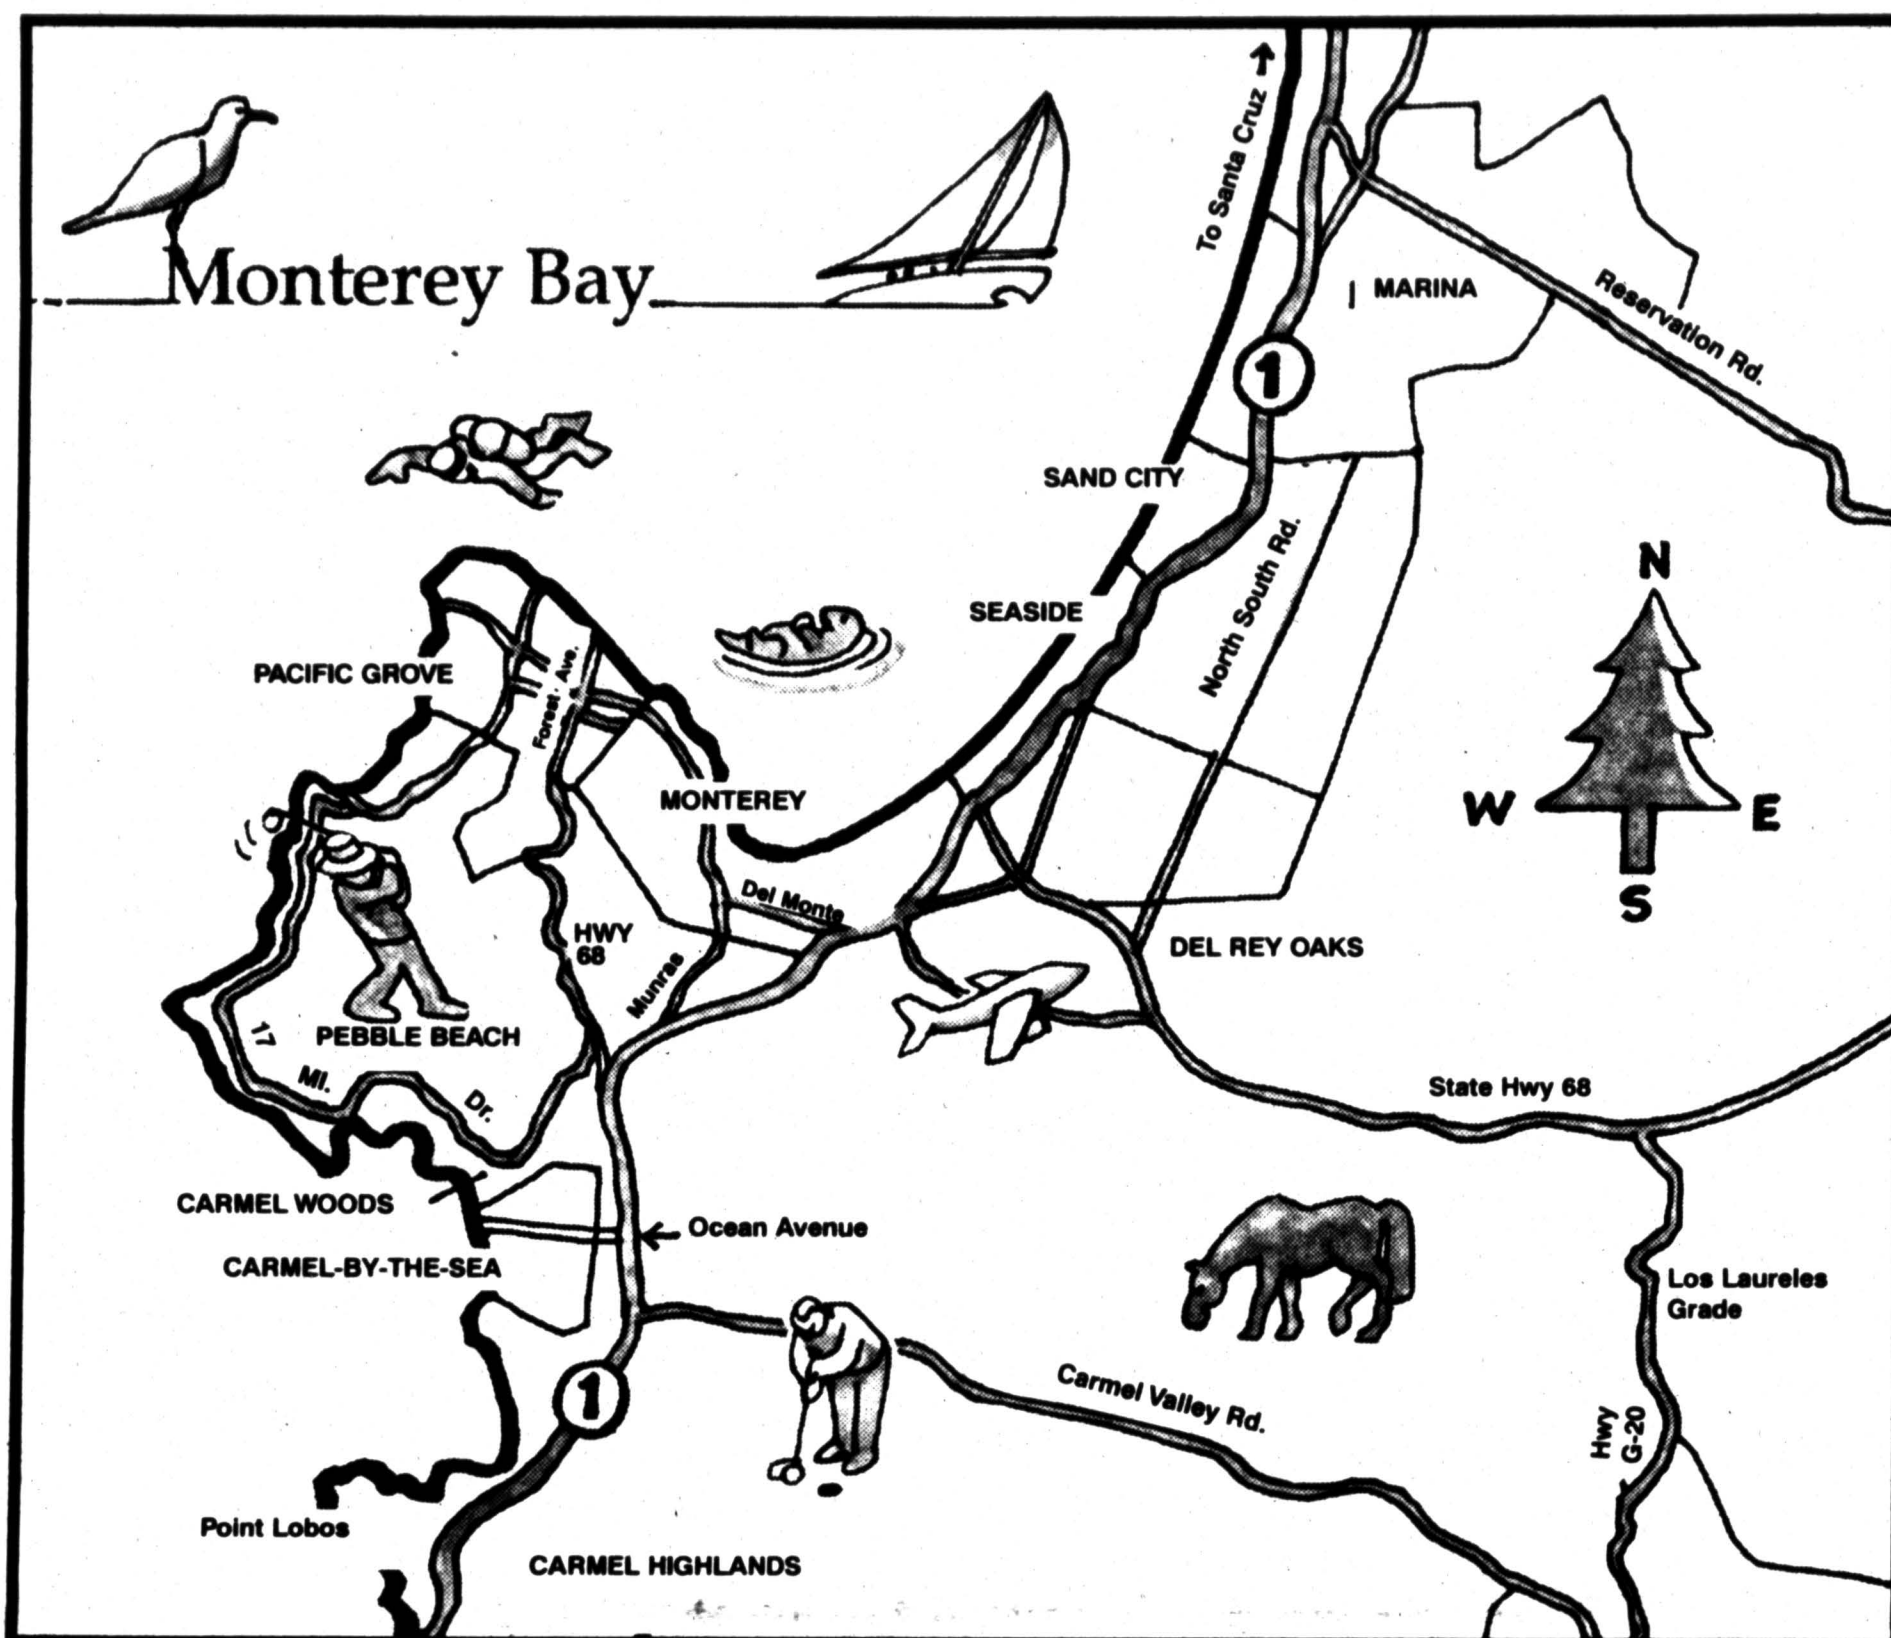 To Santa Cruz
Monterey Bay
MARINA
Reservation Rd.
1
SAND CITY
North South Rd.
SEASIDE
N
W E
S
PACIFIC GROVE
Forest Ave.
MONTEREY
Del Monte
HWY
68
Munras
DEL REY OAKS
PEBBLE BEACH
17
MI.
Dr.
State Hwy 68
CARMEL WOODS
Ocean Avenue
CARMEL-BY-THE-SEA
Los Laureles
Grade
1
Carmel Valley Rd.
Hwy
G-20
Point Lobos
CARMEL HIGHLANDS